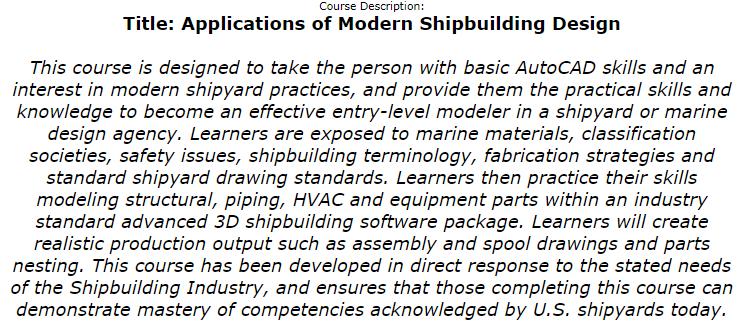 Course Description:
Title: Applications of Modern Shipbuilding Design
This course is designed to take the person with basic AutoCAD skills and an
interest in modern shipyard practices, and provide them the practical skills and
knowledge to become an effective entry-level modeler in a shipyard or marine
design agency. Learners are exposed to marine materials, classification
societies, safety issues, shipbuilding terminology, fabrication strategies and
standard shipyard drawing standards. Learners then practice their skills
modeling structural, piping, HVAC and equipment parts within an industry
standard advanced 3D shipbuilding software package. Learners will create
realistic production output such as assembly and spool drawings and parts
nesting. This course has been developed in direct response to the stated needs
of the Shipbuilding Industry, and ensures that those completing this course can
demonstrate mastery of competencies acknowledged by U.S. shipyards today.